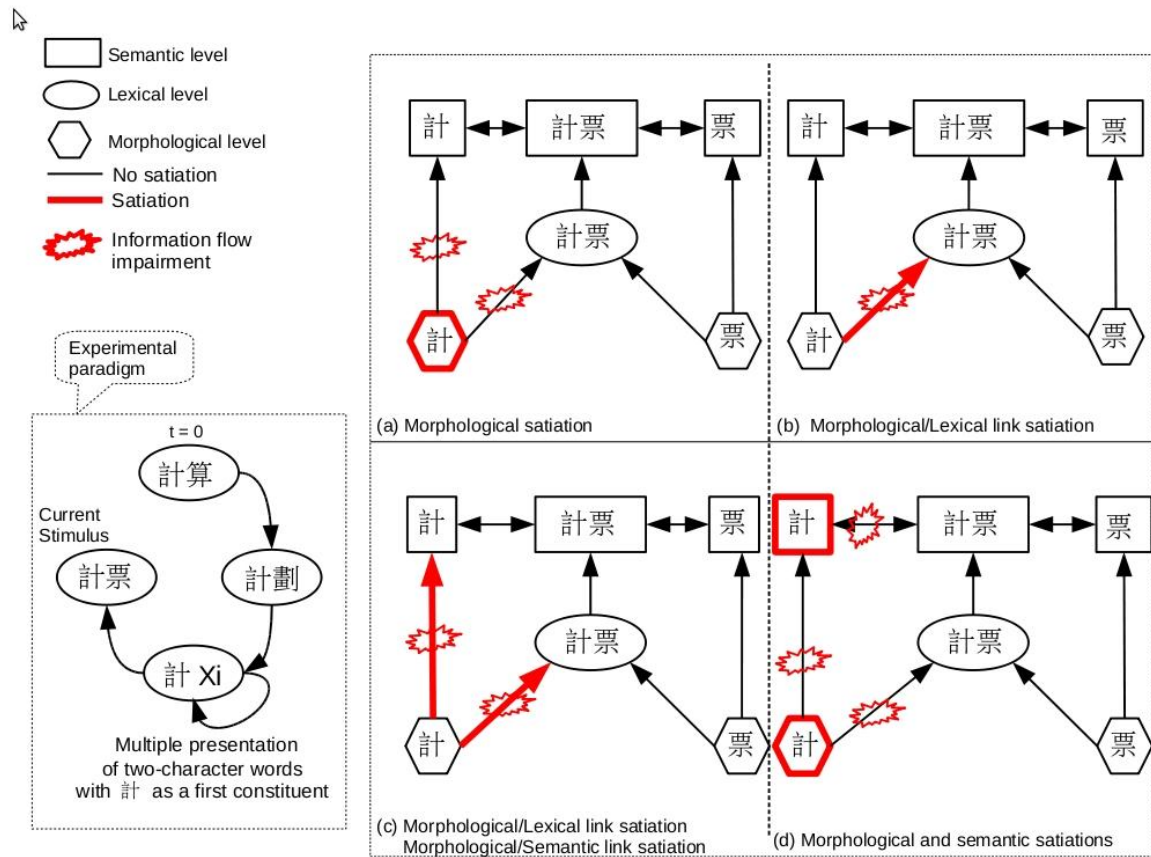 Semantic level
Lexical level
Morphological level
No satiation
Satiation
Information flow
impairment
Experimental
paradigm
t = 0
計算
Current
Stimulus
計票
計劃
計 Xi
Multiple presentation
of two-character words
with 計 as a first constituent
計
計票
票
計票
計
票
(a) Morphological satiation
計
計票
票
計票
計
票
(b) Morphological/Lexical link satiation
計
計票
票
計票
計
票
(c) Morphological/Lexical link satiation
Morphological/Semantic link satiation
計
計票
票
計票
計
票
(d) Morphological and semantic satiations